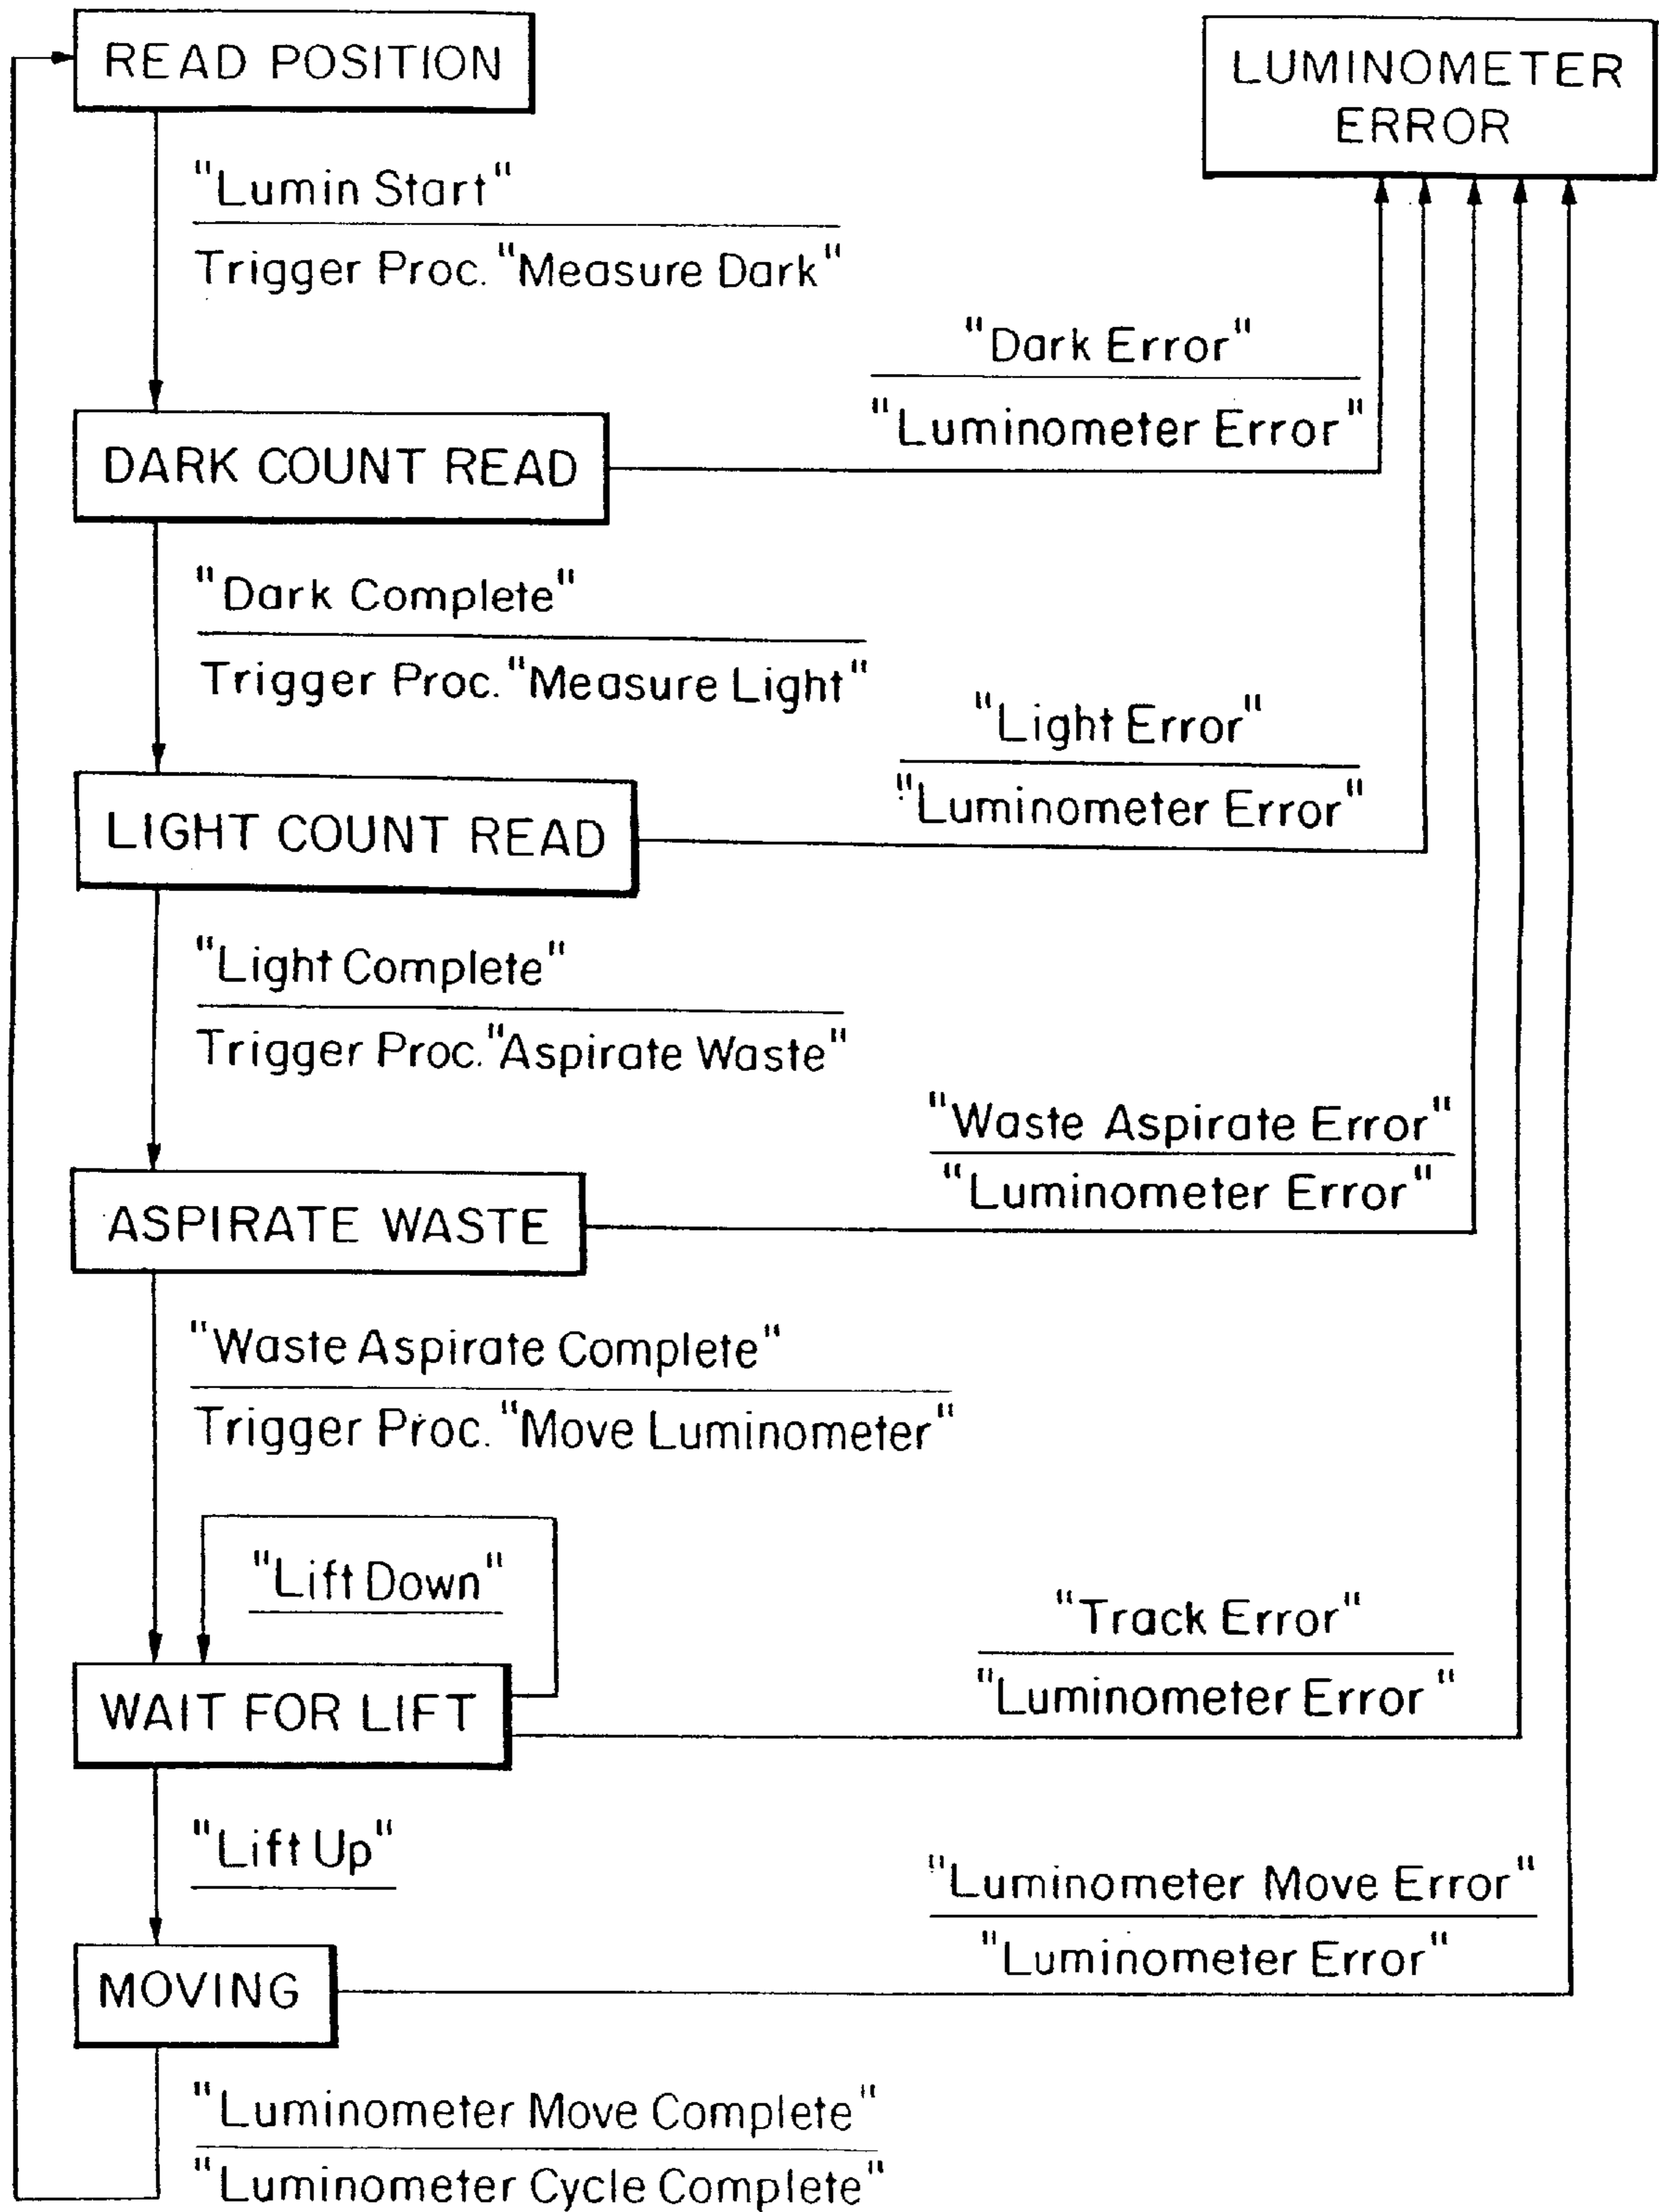 READ POSITION
LUMINOMETER
ERROR
"Lumin Start"
Trigger Proc. "Measure Dark"
"Dark Error"
"Luminometer Error"
DARK COUNT READ
"Dark Complete"
Trigger Proc. "Measure Light"
"Light Error"
"Luminometer Error"
LIGHT COUNT READ
"Light Complete"
Trigger Proc. "Aspirate Waste"
"Waste Aspirate Error"
"Luminometer Error"
ASPIRATE WASTE
"Waste Aspirate Complete"
Trigger Proc. "Move Luminometer"
"Lift Down"
"Track Error"
"Luminometer Error"
WAIT FOR LIFT
"Lift Up"
"Luminometer Move Error"
"Luminometer Error"
MOVING
"Luminometer Move Complete"
"Luminometer Cycle Complete"